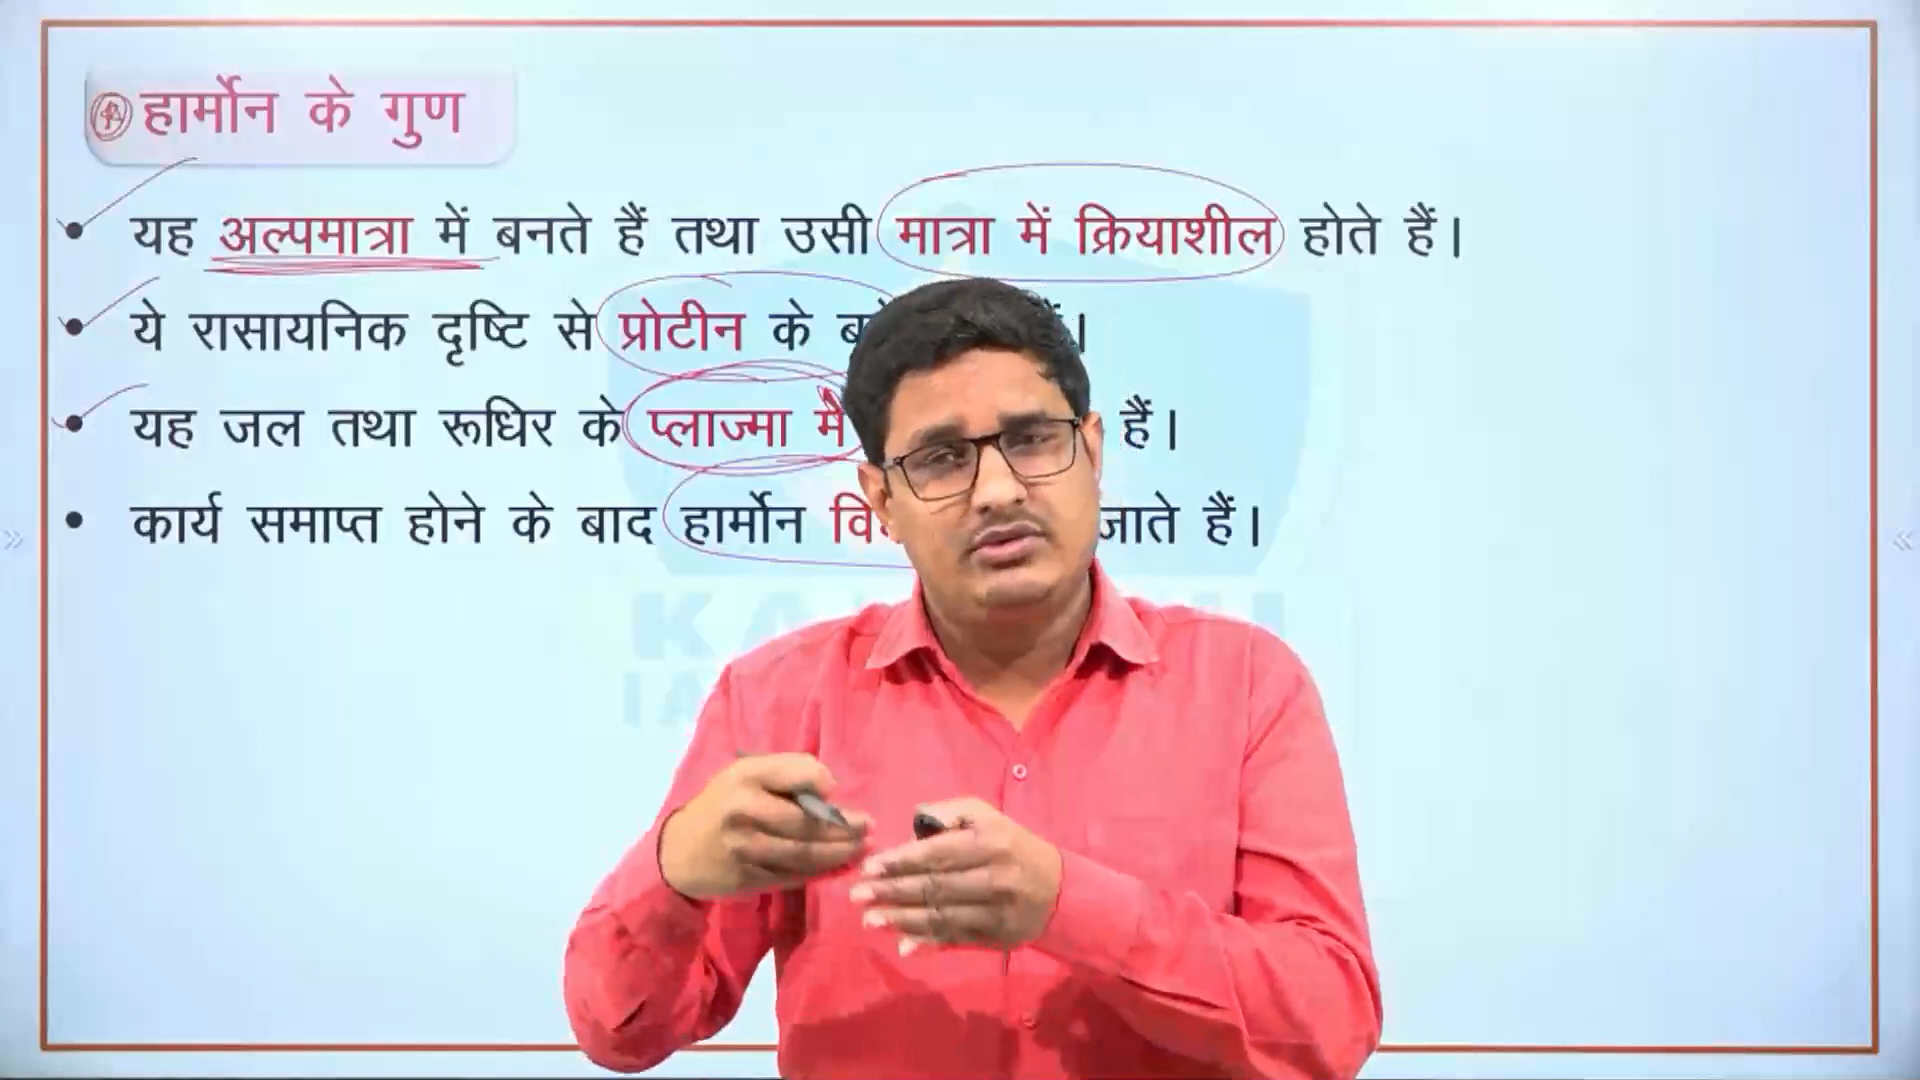 हार्मोन के गुण
• यह अल्पमात्रा में बनते हैं तथा उसी मात्रा में क्रियाशील होते हैं।
• ये रासायनिक दृष्टि से प्रोटीन के
• यह जल तथा रूधिर के प्लाज्मा में हैं।
• कार्य समाप्त होने के बाद हार्मोन जाते हैं।